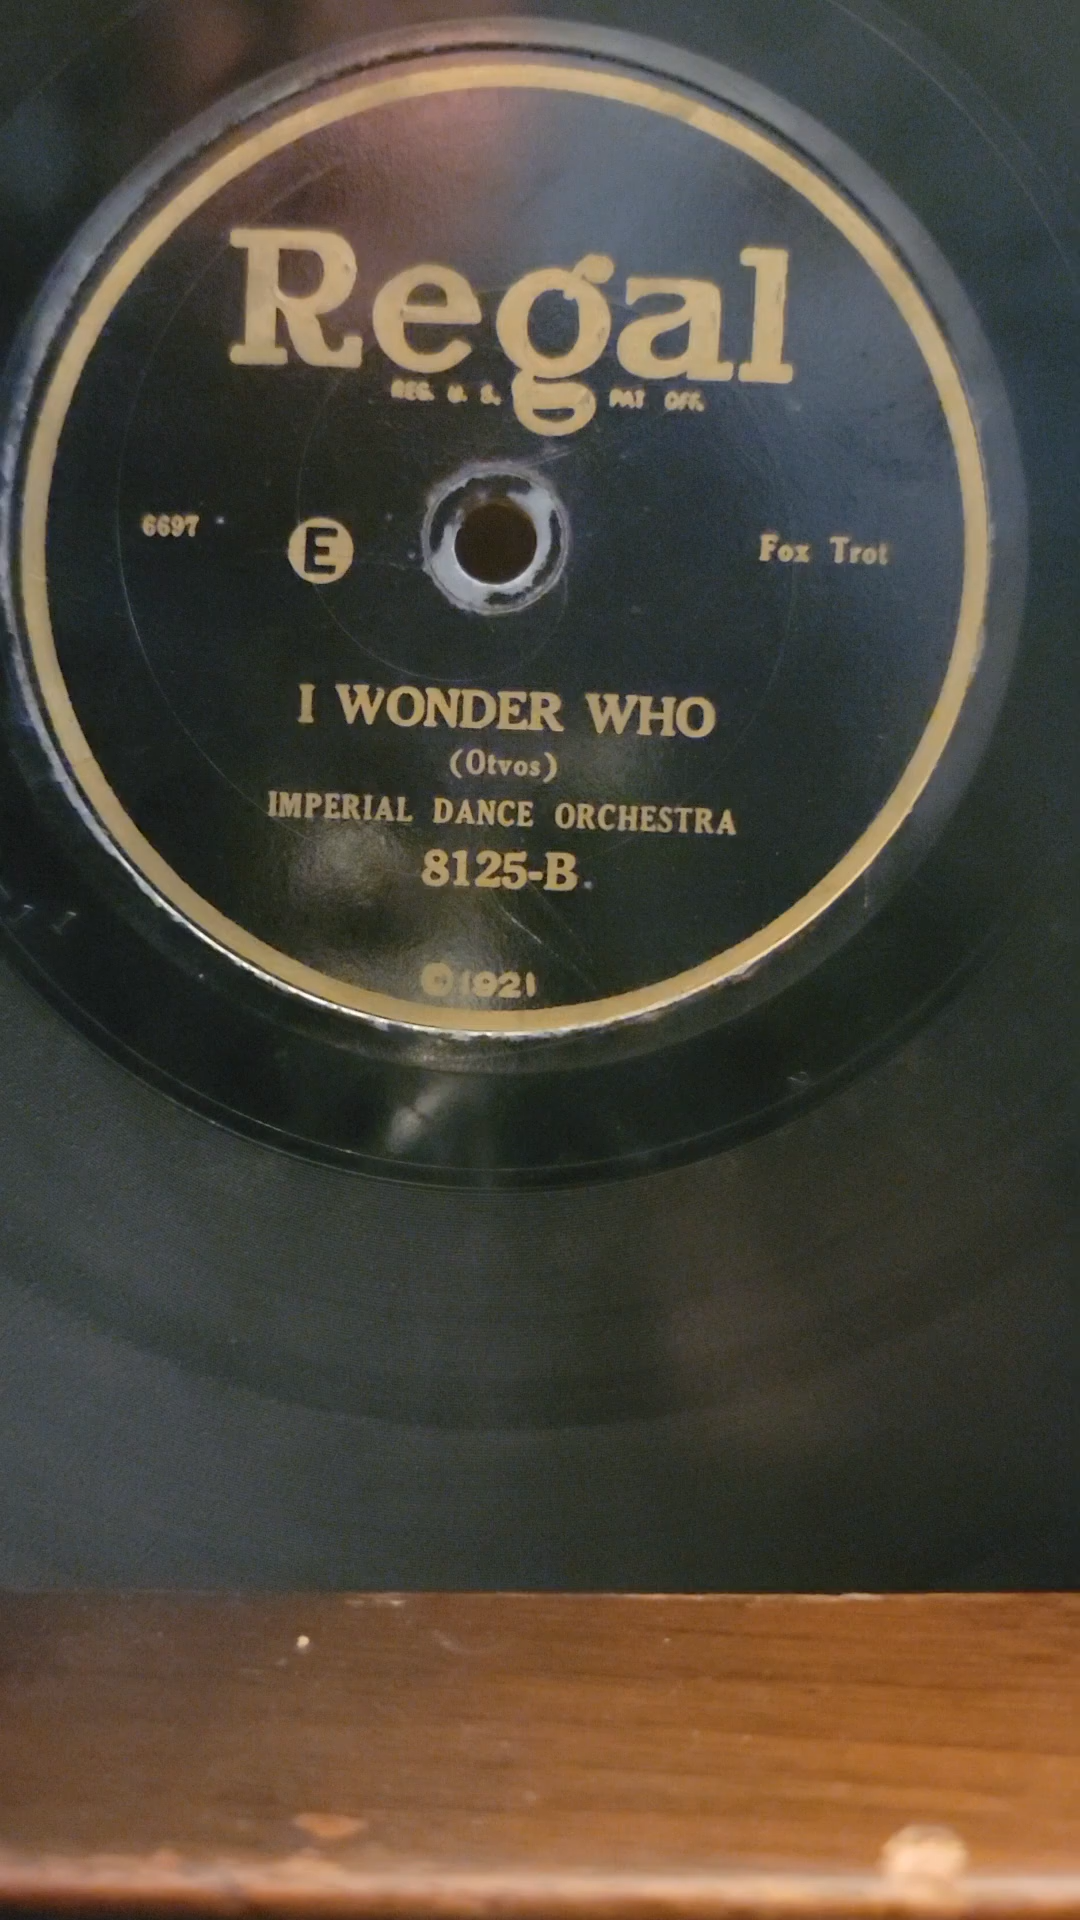 Regal
REG. U. S. PAT OFF.
6697
E
Fox Trot
I WONDER WHO
(Otvos)
IMPERIAL DANCE ORCHESTRA
8125-B.
©1921